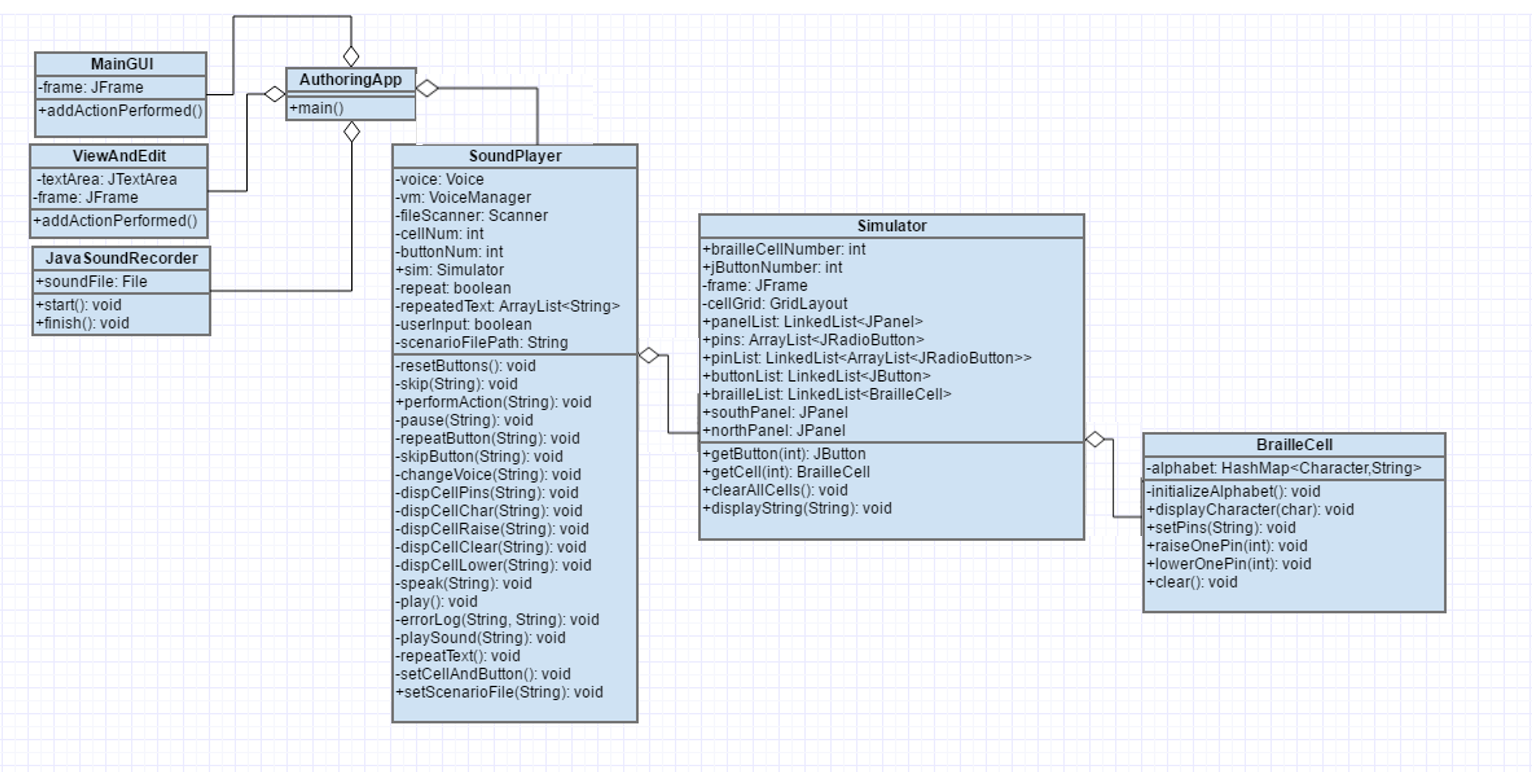 MainGUI
-frame: JFrame
+addActionPerformed()
AuthoringApp
+main()
ViewAndEdit
-textArea: JTextArea
-frame: JFrame
+addActionPerformed()
JavaSoundRecorder
+soundFile: File
+start(): void
+finish(): void
SoundPlayer
-voice: Voice
-vm: VoiceManager
-fileScanner: Scanner
-cellNum: int
-buttonNum: int
+sim: Simulator
-repeat: boolean
-repeatedText: ArrayList<String>
-userInput: boolean
-scenarioFilePath: String
-resetButtons(): void
-skip(String): void
+performAction(String): void
-pause(String): void
-repeatButton(String): void
-skipButton(String): void
-changeVoice(String): void
-dispCellPins(String): void
-dispCellChar(String): void
-dispCellRaise(String): void
-dispCellClear(String): void
-dispCellLower(String): void
-speak(String): void
-play(): void
-errorLog(String, String): void
-playSound(String): void
-repeatText(): void
-setCellAndButton(): void
+setScenarioFile(String): void
Simulator
+brailleCellNumber: int
+jButtonNumber: int
-frame: JFrame
-cellGrid: GridLayout
+panelList: LinkedList<JPanel>
+pins: ArrayList<JRadioButton>
+pinList: LinkedList<ArrayList<JRadioButton>>
+buttonList: LinkedList<JButton>
+brailleList: LinkedList<BrailleCell>
+southPanel: JPanel
+northPanel: JPanel
+getButton(int): JButton
+getCell(int): BrailleCell
+clearAllCells(): void
+displayString(String): void
BrailleCell
-alphabet: HashMap<Character,String>
-initializeAlphabet(): void
+displayCharacter(char): void
+setPins(String): void
+raiseOnePin(int): void
+lowerOnePin(int): void
+clear(): void